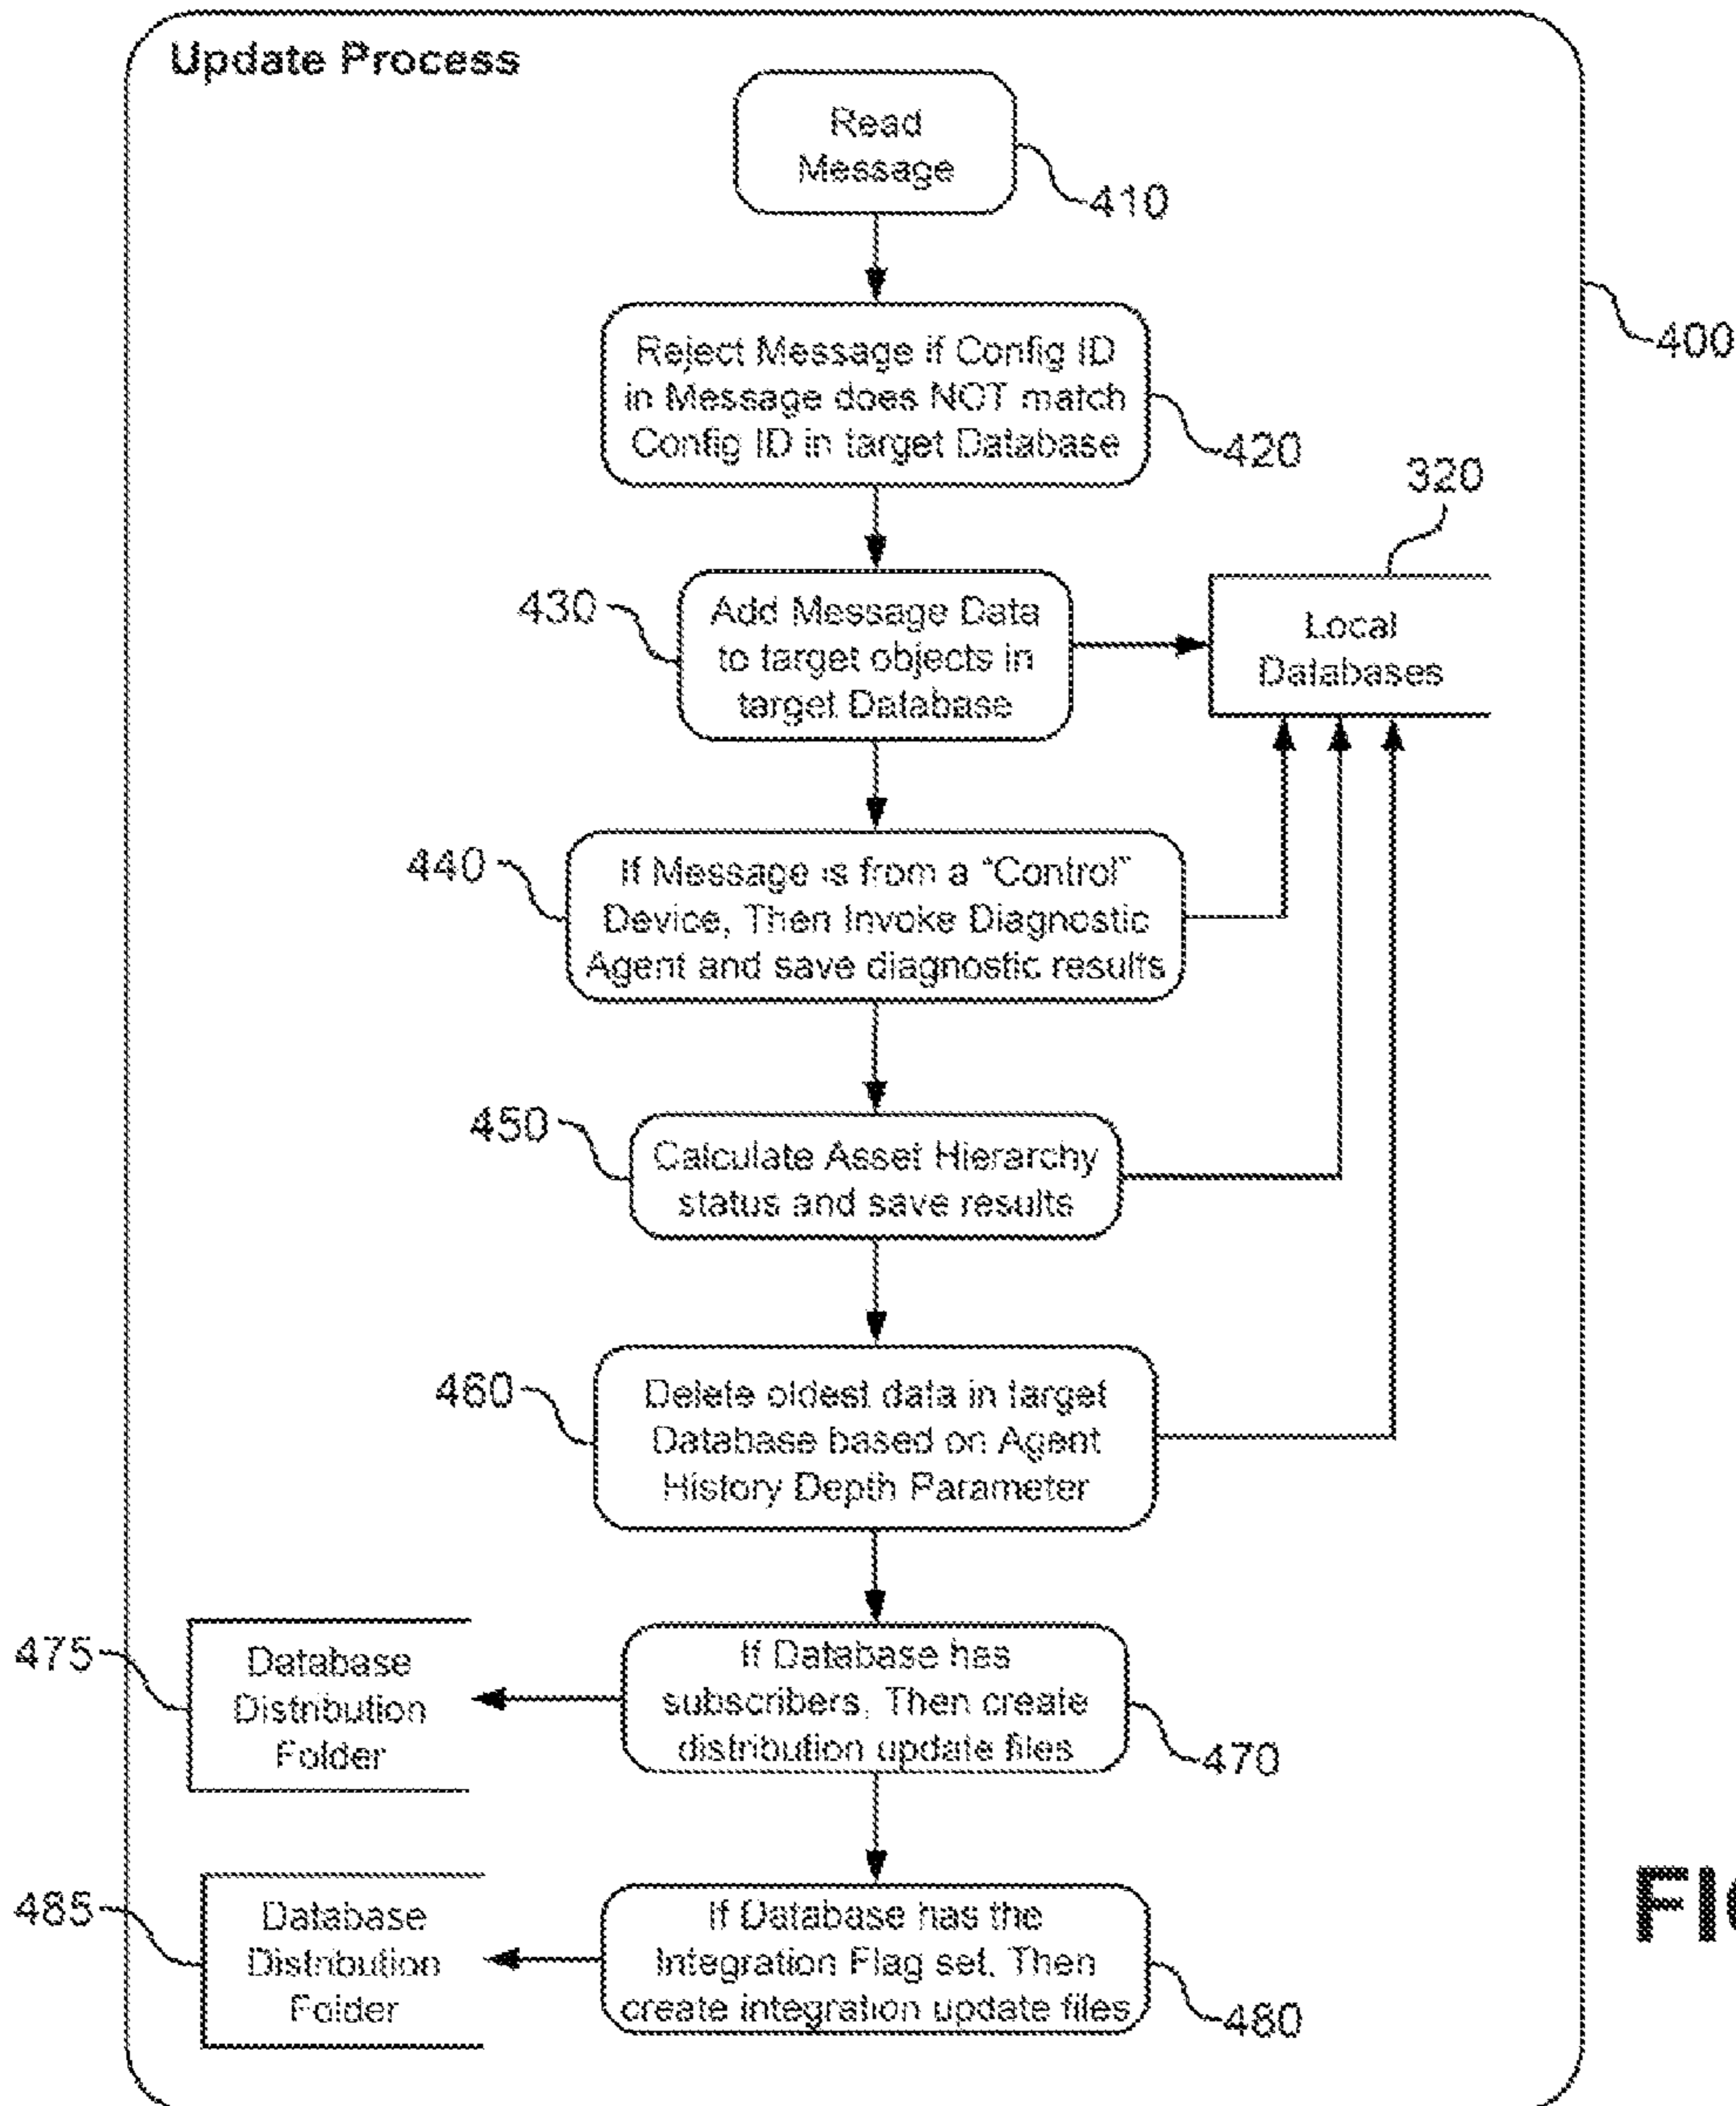 Update Process
Read
Message
410
400
Reject Message if Config ID
in Message does NOT match
Config ID in target Database
420
320
430
Add Message Data
to target objects in
target Database
Local
Databases
440
If Message is from a "Control"
Device, Then Invoke Diagnostic
Agent and save diagnostic results
450
Calculate Asset Hierarchy
status and save results
460
Delete oldest data in target
Database based on Agent
History Depth Parameter
475
Database
Distribution
Folder
If Database has
subscribers, Then create
distribution update files
470
485
Database
Distribution
Folder
If Database has the
Integration Flag set, Then
create integration update files
480